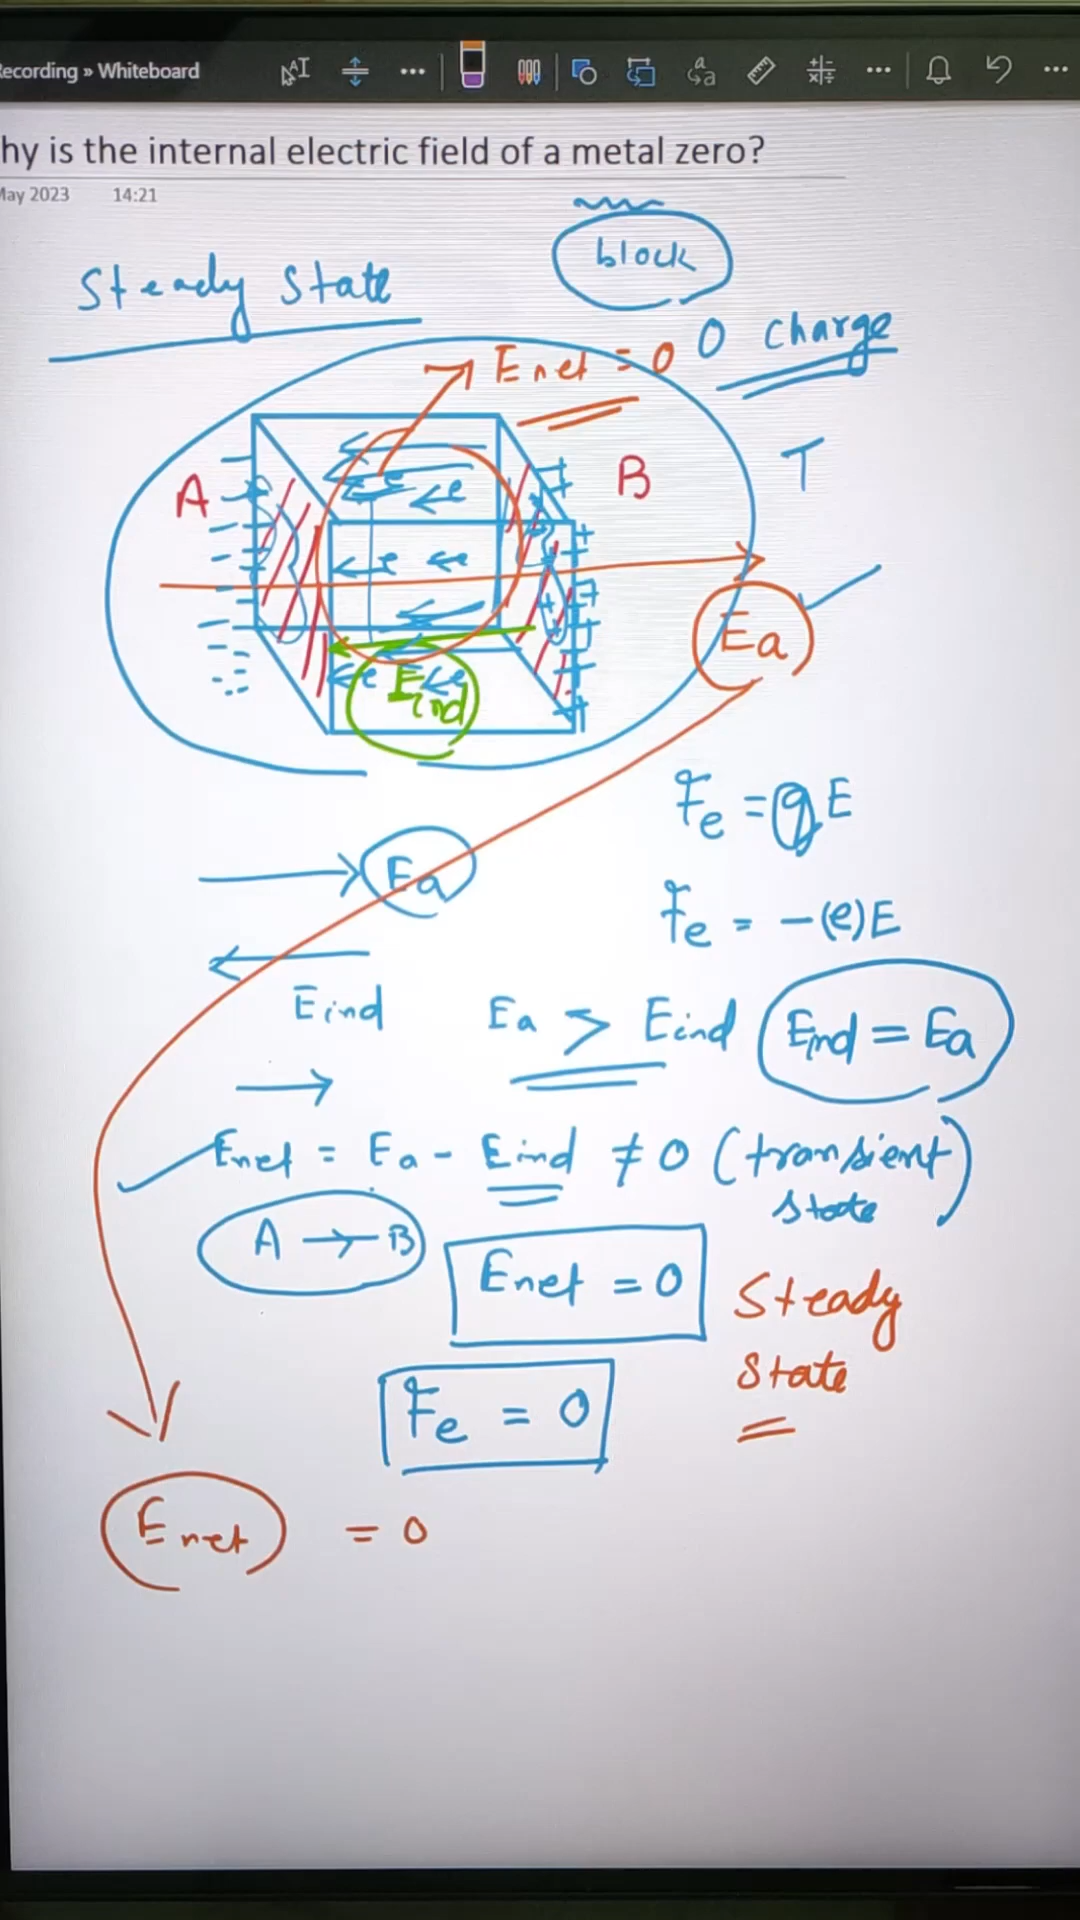 ecording » Whiteboard
hy is the internal electric field of a metal zero?
May 2023 14:21
block
Steady State
0 charge
Enet = 0
A
B
T
e
e
e
e
e
e
Ea
Eind
Fe = qE
Ea
Fe = -(e)E
Eind
Ea > Eind
Eind = Ea
Enet = Ea - Eind ≠ 0 (transient)
state
A → B
Enet = 0
Steady
State
Fe = 0
Enet = 0